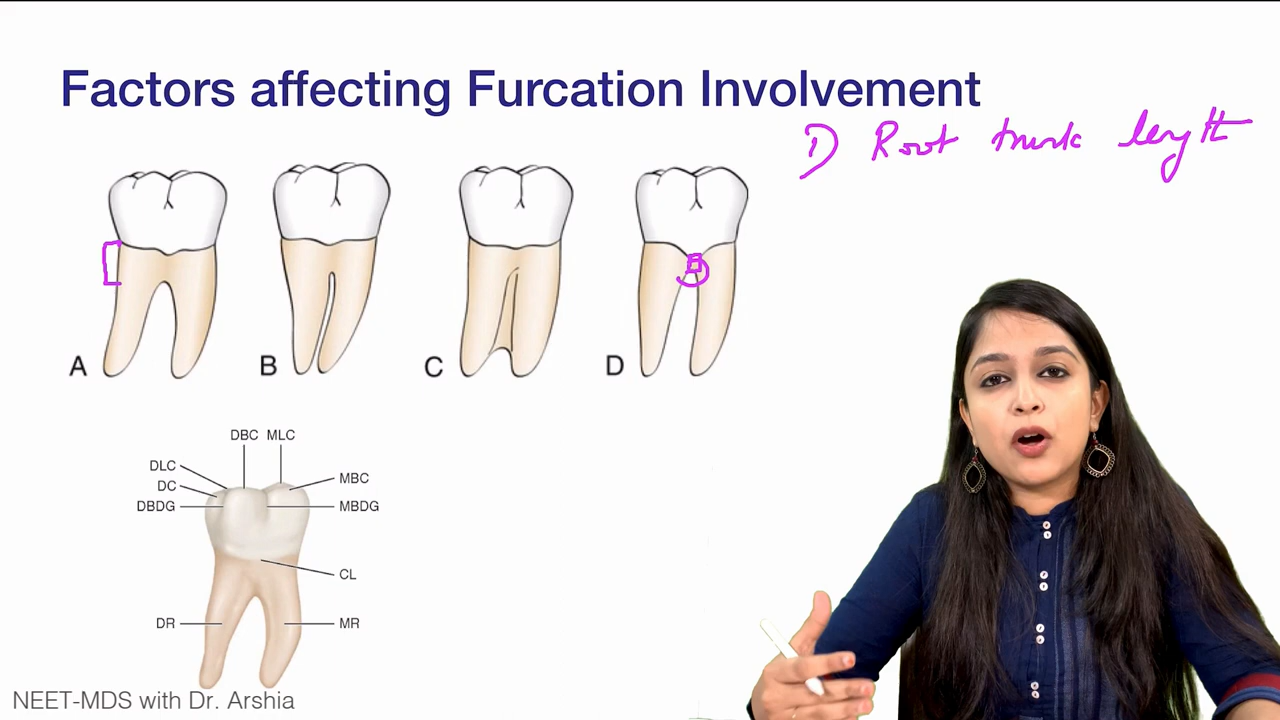 Factors affecting Furcation Involvement
1) Root trunk length
A B C D
DBC MLC
DLC
DC
DBDG
MBC
MBDG
CL
DR MR
NEET-MDS with Dr. Arshia